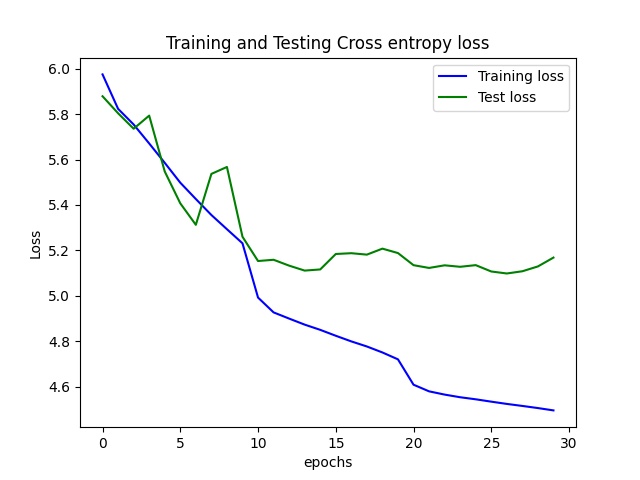 Training and Testing Cross entropy loss
Training loss
Test loss
6.0
5.8
5.6
5.4
5.2
5.0
4.8
4.6
Loss
0 5 10 15 20 25 30
epochs